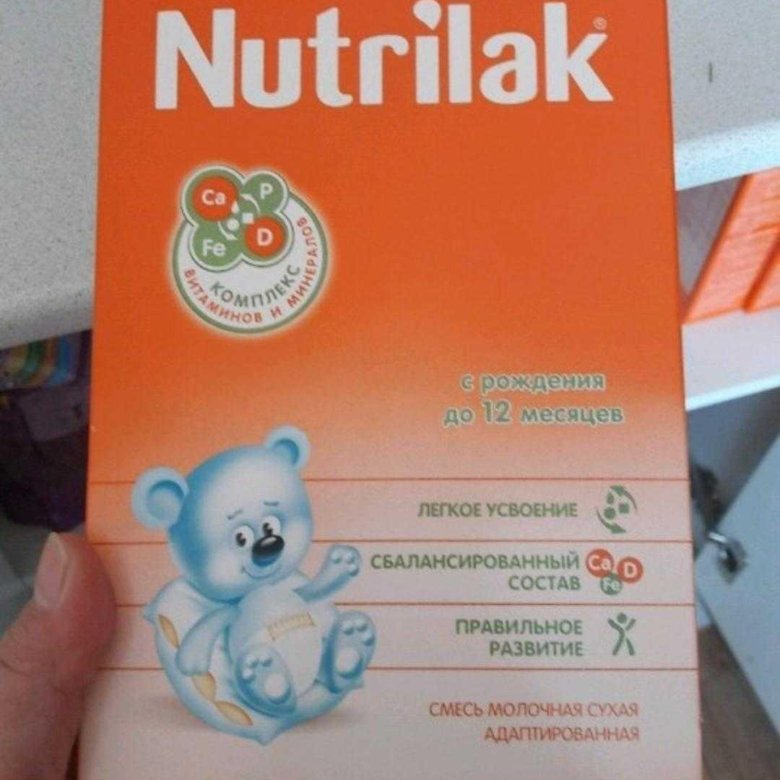 Nutrilak®
Ca P
Fe D
КОМПЛЕКС
ВИТАМИНОВ И МИНЕРАЛОВ
с рождения
до 12 месяцев
ЛЕГКОЕ УСВОЕНИЕ
СБАЛАНСИРОВАННЫЙ Ca D
СОСТАВ Fe
ПРАВИЛЬНОЕ
РАЗВИТИЕ
СМЕСЬ МОЛОЧНАЯ СУХАЯ
АДАПТИРОВАННАЯ